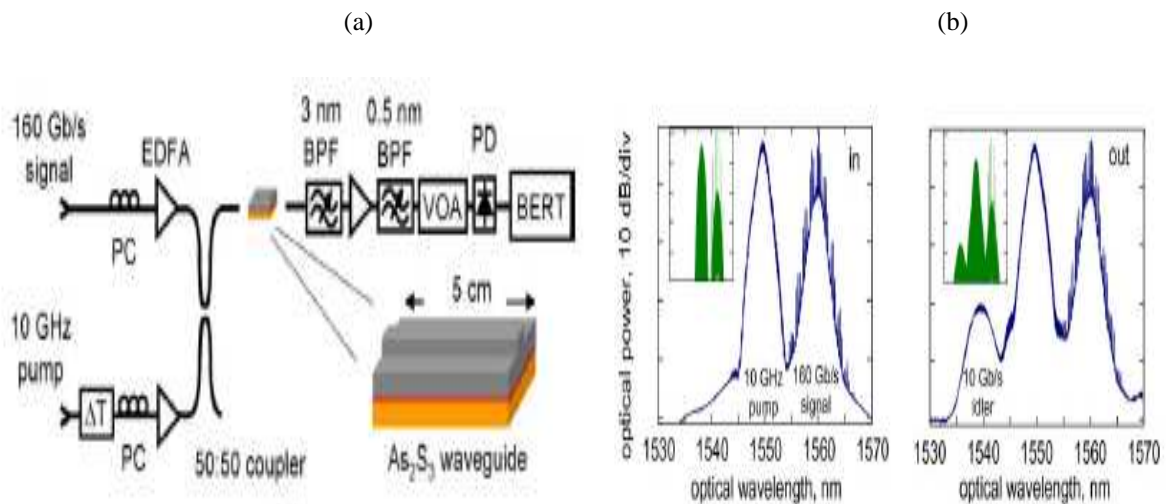 (a)
160 Gb/s
signal
EDFA
PC
3 nm
BPF
0.5 nm
BPF
VOA
PD
BERT
10 GHz
pump
ΔT
PC
50:50 coupler
5 cm
As₂S₃ waveguide
(b)
optical power, 10 dB/div
in
10 GHz
pump
160 Gb/s
signal
1530 1540 1550 1560 1570
optical wavelength, nm
out
10 Gb/s
idler
1530 1540 1550 1560 1570
optical wavelength, nm